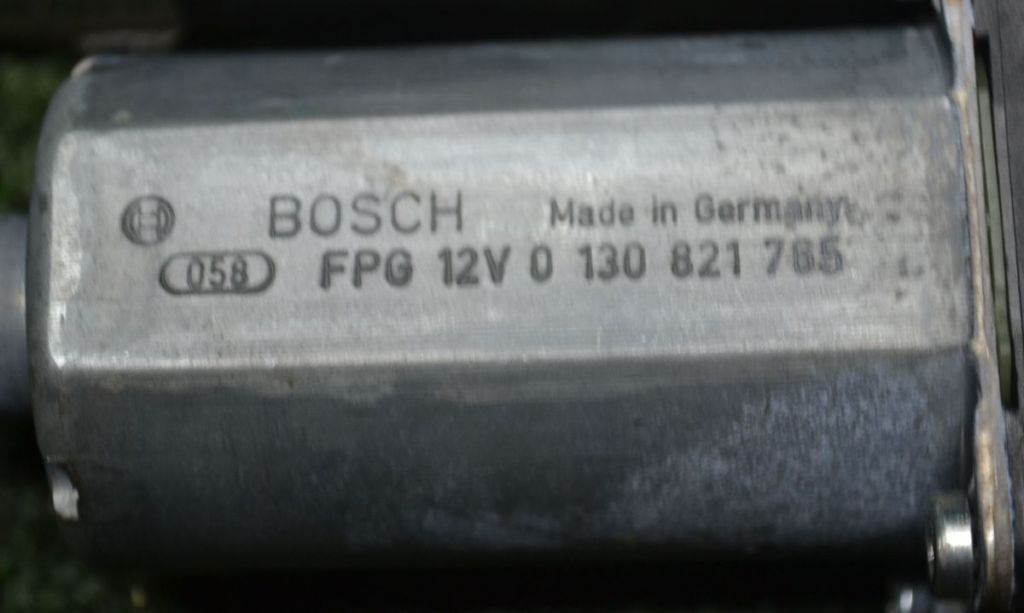 BOSCH Made in Germany
058 FPG 12V 0 130 821 765